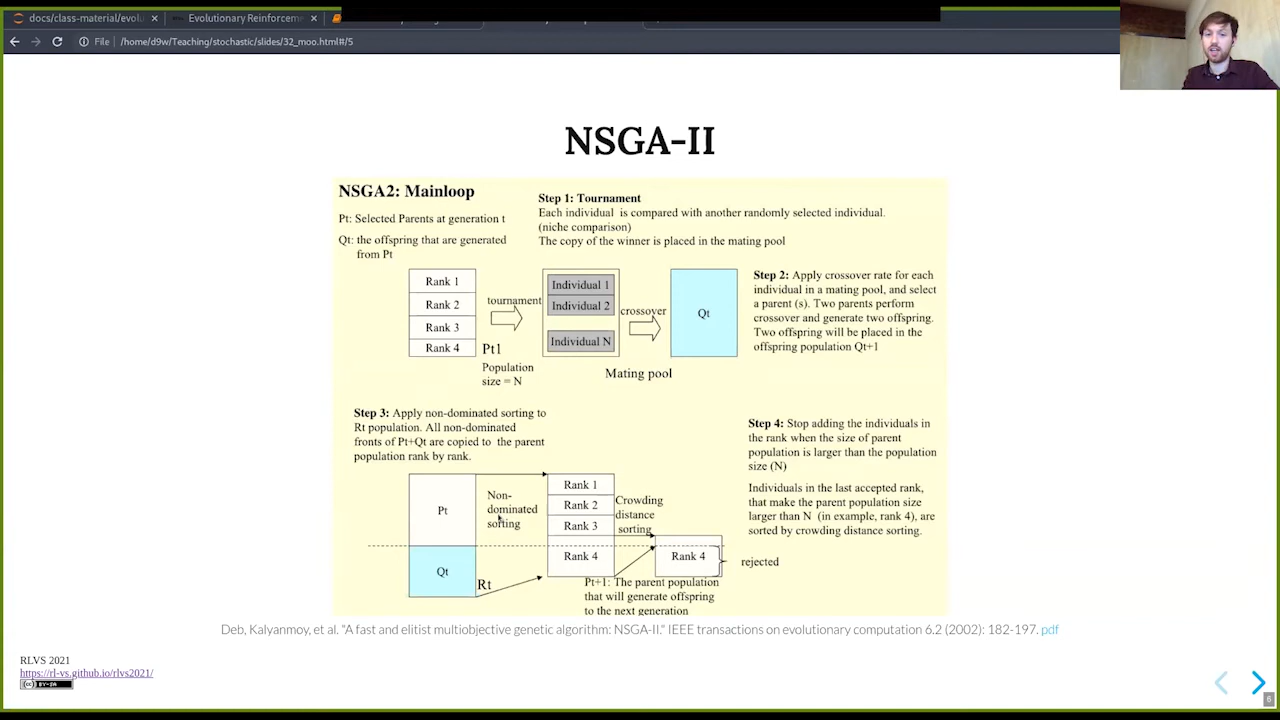 docs/class-material/evolu
Evolutionary Reinforceme
File /home/d9w/Teaching/stochastic/slides/32_moo.html#/5
NSGA-II
NSGA2: Mainloop
Pt: Selected Parents at generation t
Qt: the offspring that are generated
from Pt
Step 1: Tournament
Each individual is compared with another randomly selected individual.
(niche comparison)
The copy of the winner is placed in the mating pool
Rank 1
Rank 2
Rank 3
Rank 4
Pt1
Population
size = N
tournament
Individual 1
Individual 2
Individual N
crossover
Mating pool
Qt
Step 2: Apply crossover rate for each
individual in a mating pool, and select
a parent (s). Two parents perform
crossover and generate two offspring.
Two offspring will be placed in the
offspring population Qt+1
Step 3: Apply non-dominated sorting to
Rt population. All non-dominated
fronts of Pt+Qt are copied to the parent
population rank by rank.
Pt
Qt
Rt
Non-
dominated
sorting
Rank 1
Rank 2
Rank 3
Rank 4
Crowding
distance
sorting
Rank 4
rejected
Pt+1: The parent population
that will generate offspring
to the next generation
Step 4: Stop adding the individuals in
the rank when the size of parent
population is larger than the population
size (N)
Individuals in the last accepted rank,
that make the parent population size
larger than N (in example, rank 4), are
sorted by crowding distance sorting.
Deb, Kalyanmoy, et al. "A fast and elitist multiobjective genetic algorithm: NSGA-II." IEEE transactions on evolutionary computation 6.2 (2002): 182-197. pdf
RLVS 2021
https://rl-vs.github.io/rlvs2021/
CC BY-SA
6